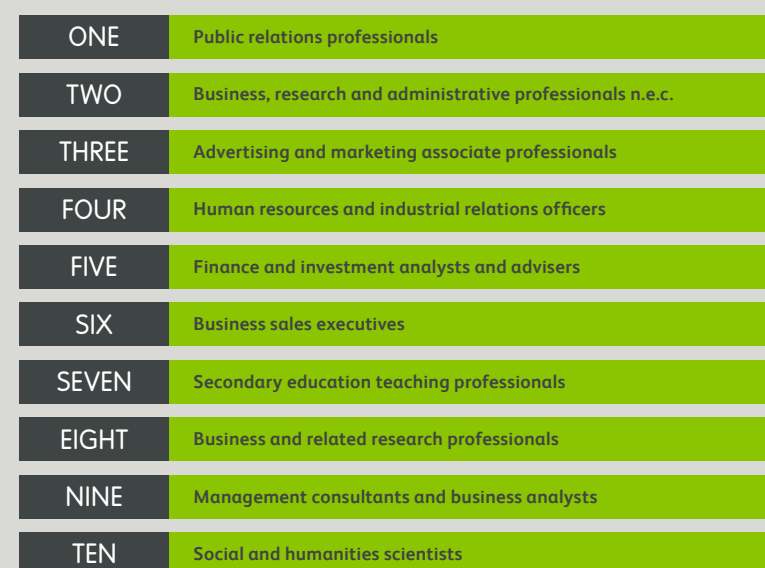 ONE Public relations professionals
TWO Business, research and administrative professionals n.e.c.
THREE Advertising and marketing associate professionals
FOUR Human resources and industrial relations officers
FIVE Finance and investment analysts and advisers
SIX Business sales executives
SEVEN Secondary education teaching professionals
EIGHT Business and related research professionals
NINE Management consultants and business analysts
TEN Social and humanities scientists